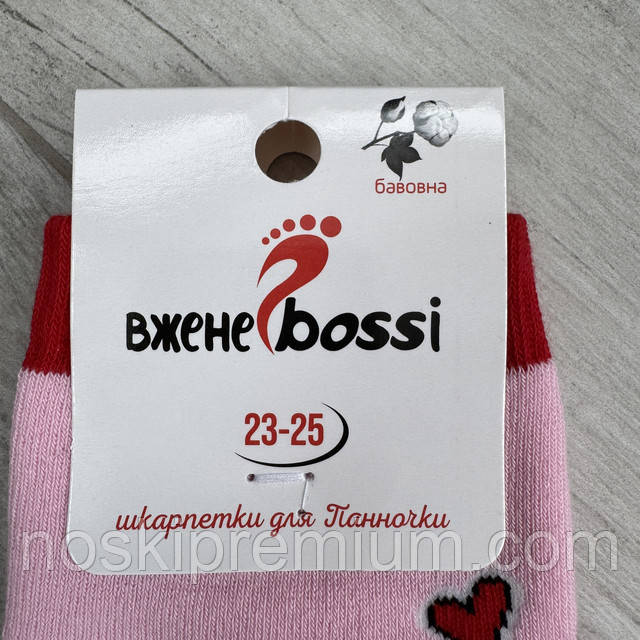 бавовна
вжене bossi
23-25
шкарпетки для Панночки
noskipremium.com